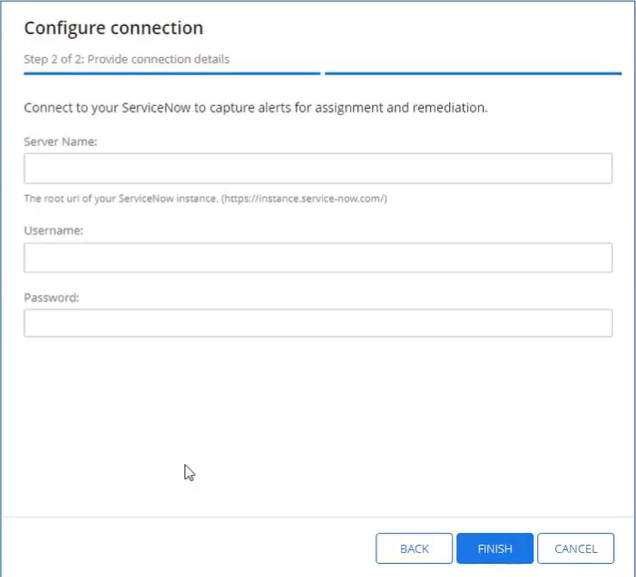 Configure connection
Step 2 of 2: Provide connection details
Connect to your ServiceNow to capture alerts for assignment and remediation.
Server Name:
The root url of your ServiceNow instance. (https://instance.service-now.com/)
Username:
Password:
BACK FINISH CANCEL